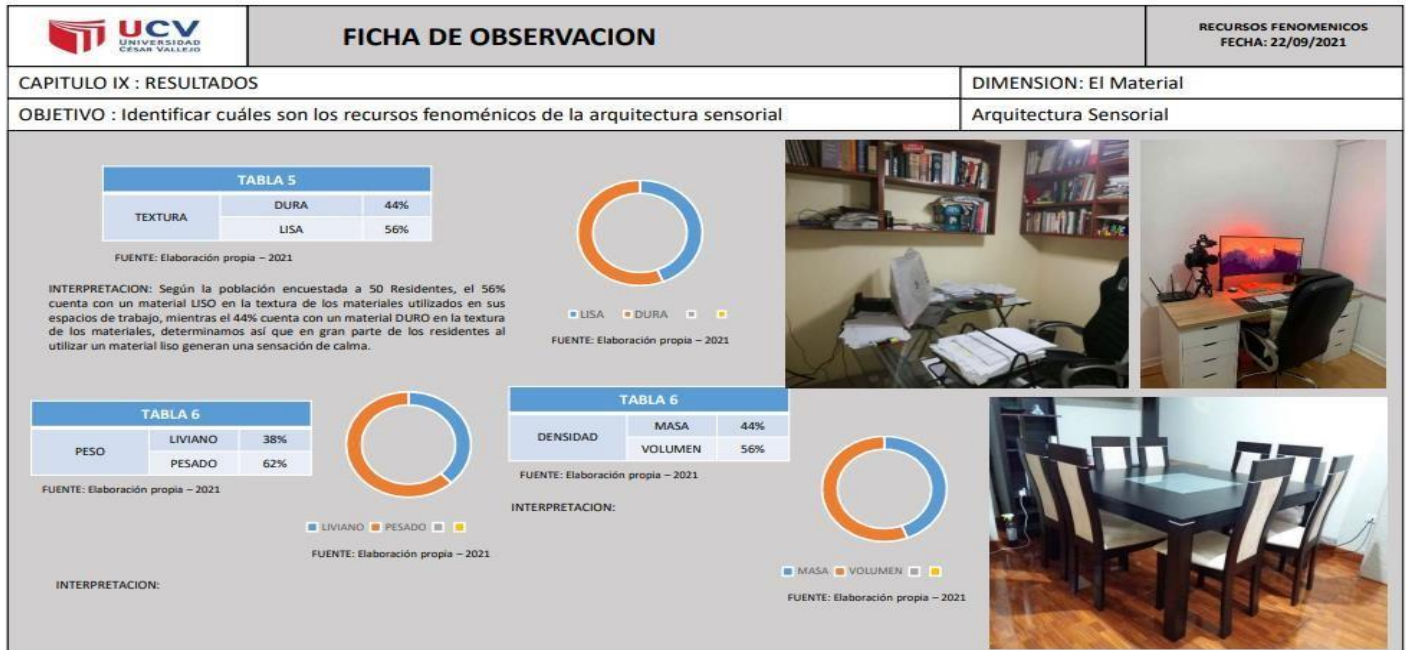 UCV
UNIVERSIDAD
CÉSAR VALLEJO
FICHA DE OBSERVACION
RECURSOS FENOMENICOS
FECHA: 22/09/2021
CAPITULO IX : RESULTADOS
DIMENSION: El Material
OBJETIVO : Identificar cuáles son los recursos fenoménicos de la arquitectura sensorial
Arquitectura Sensorial
TABLA 5
TEXTURA
DURA 44%
LISA 56%
FUENTE: Elaboración propia – 2021
INTERPRETACION: Según la población encuestada a 50 Residentes, el 56%
cuenta con un material LISO en la textura de los materiales utilizados en sus
espacios de trabajo, mientras el 44% cuenta con un material DURO en la textura
de los materiales, determinamos así que en gran parte de los residentes al
utilizar un material liso generan una sensación de calma.
LISA DURA
FUENTE: Elaboración propia – 2021
TABLA 6
PESO
LIVIANO 38%
PESADO 62%
FUENTE: Elaboración propia – 2021
LIVIANO PESADO
FUENTE: Elaboración propia – 2021
INTERPRETACION:
TABLA 6
DENSIDAD
MASA 44%
VOLUMEN 56%
FUENTE: Elaboración propia – 2021
INTERPRETACION:
MASA VOLUMEN
FUENTE: Elaboración propia – 2021